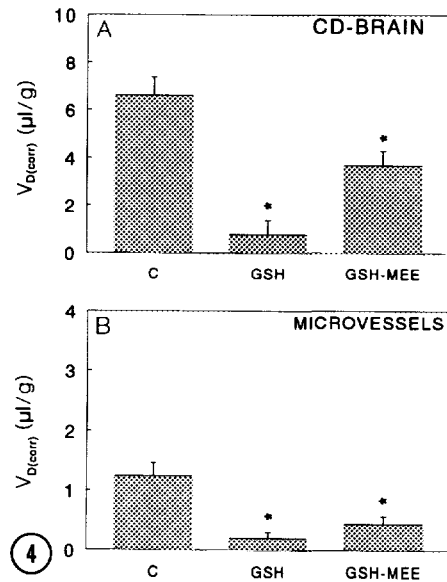 A CD-BRAIN
V_D(corr) (μl/g)
10
8
6
4
2
0
*
*
C GSH GSH-MEE
B MICROVESSELS
V_D(corr) (μl/g)
4
3
2
1
0
*
*
C GSH GSH-MEE
4